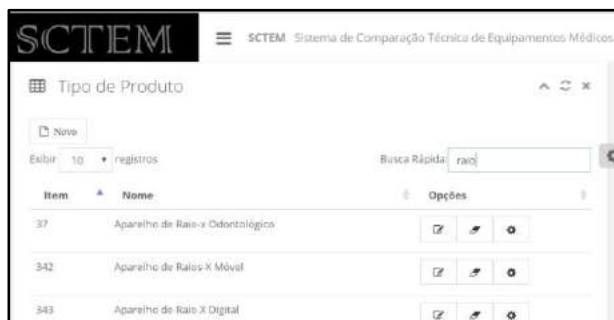 SCTEM
SCTEM Sistema de Comparação Técnica de Equipamentos Médicos
Tipo de Produto
Novo
Exibir 10 registros
Busca Rápida: raio
Item Nome Opções
37 Aparelho de Raio-x Odontológico
342 Aparelho de Raios-X Móvel
343 Aparelho de Raio X Digital